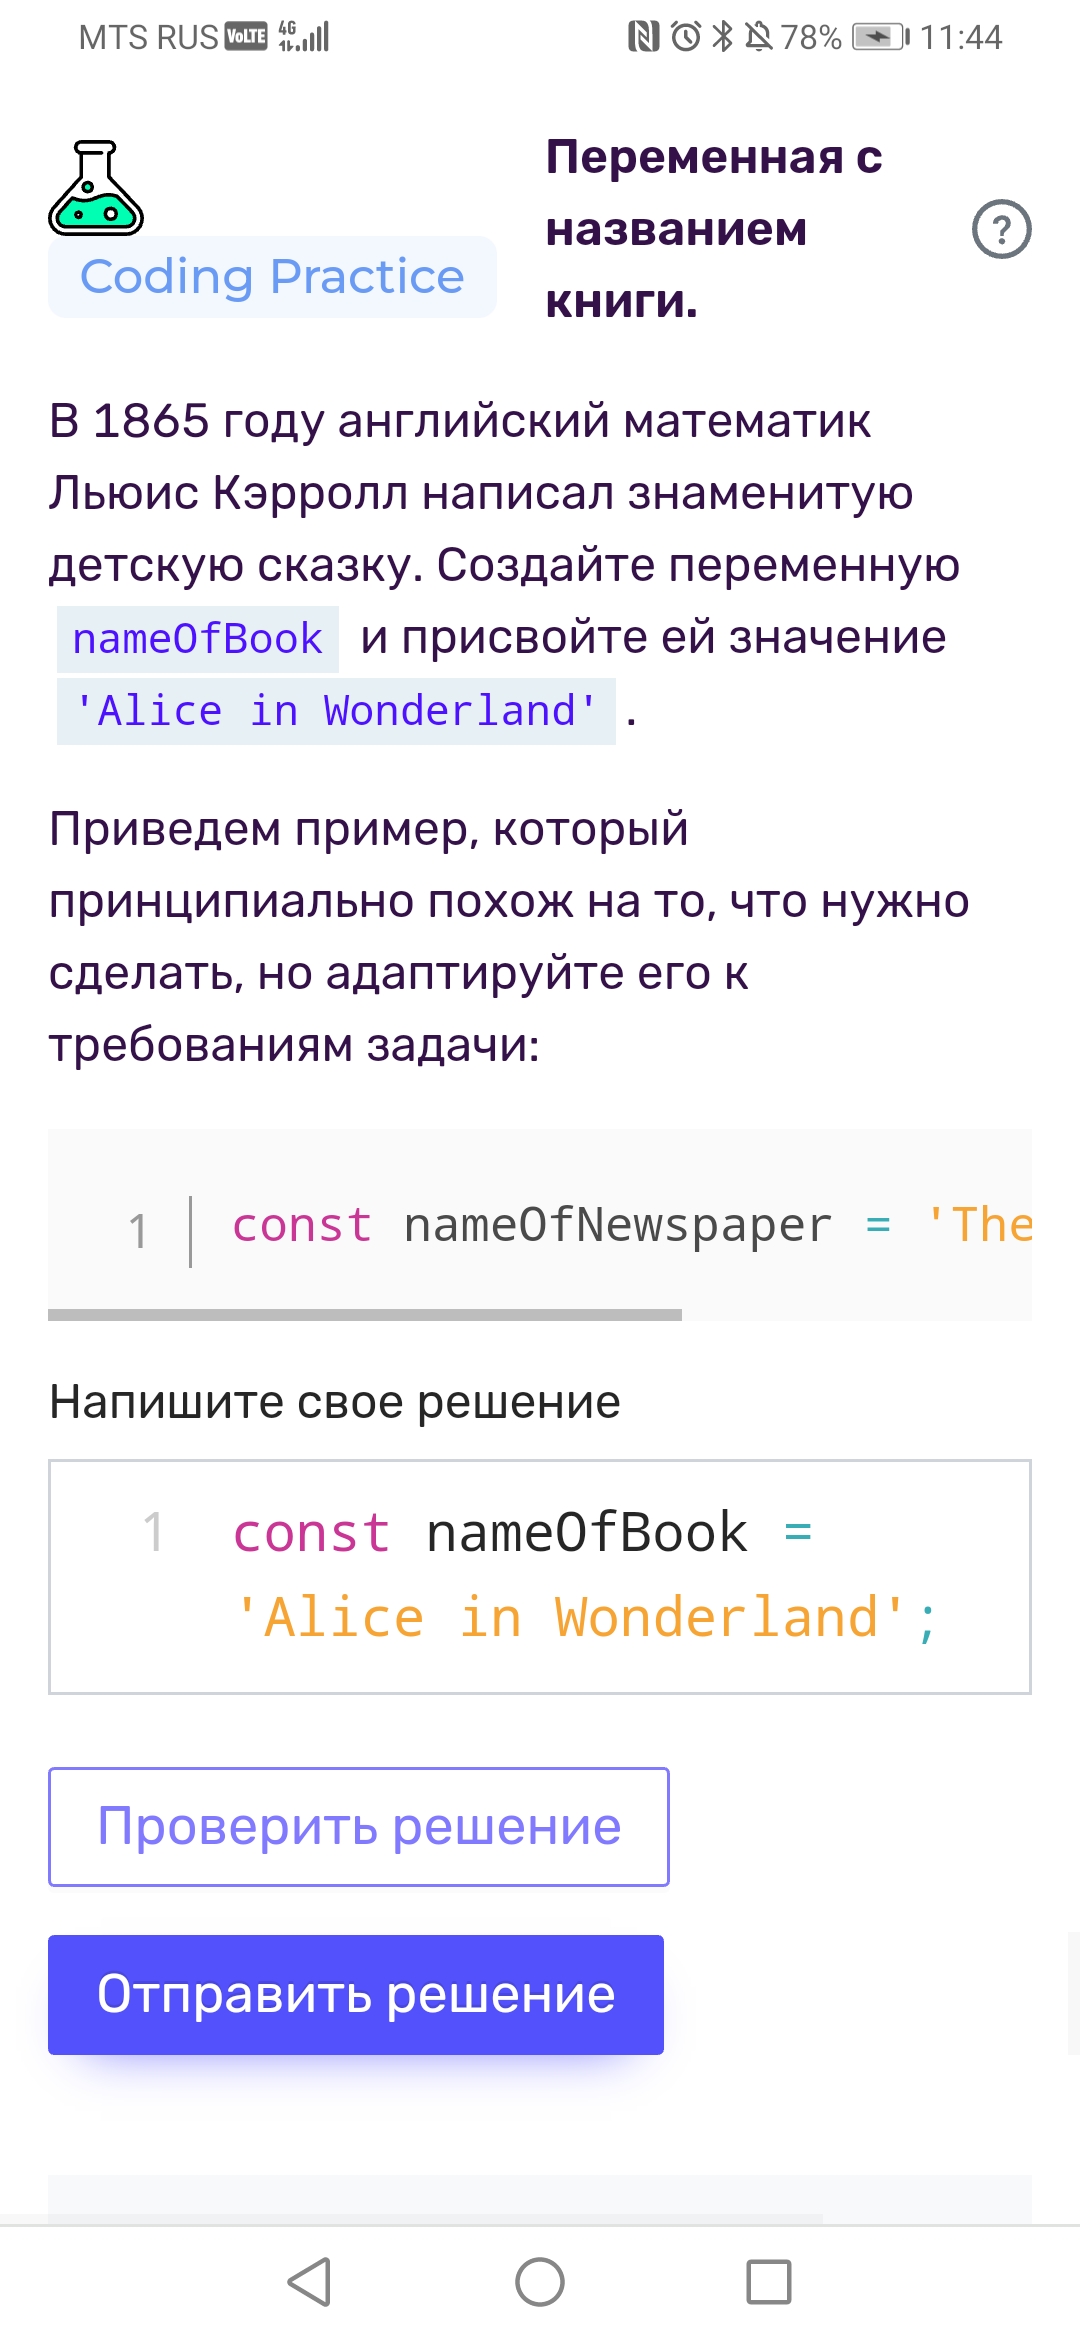 MTS RUS VoLTE 4G 78% 11:44
Coding Practice
Переменная с
названием
книги.
?
В 1865 году английский математик
Льюис Кэрролл написал знаменитую
детскую сказку. Создайте переменную
nameOfBook и присвойте ей значение
'Alice in Wonderland' .
Приведем пример, который
принципиально похож на то, что нужно
сделать, но адаптируйте его к
требованиям задачи:
1 const nameOfNewspaper = 'The
Напишите свое решение
1 const nameOfBook =
'Alice in Wonderland';
Проверить решение
Отправить решение